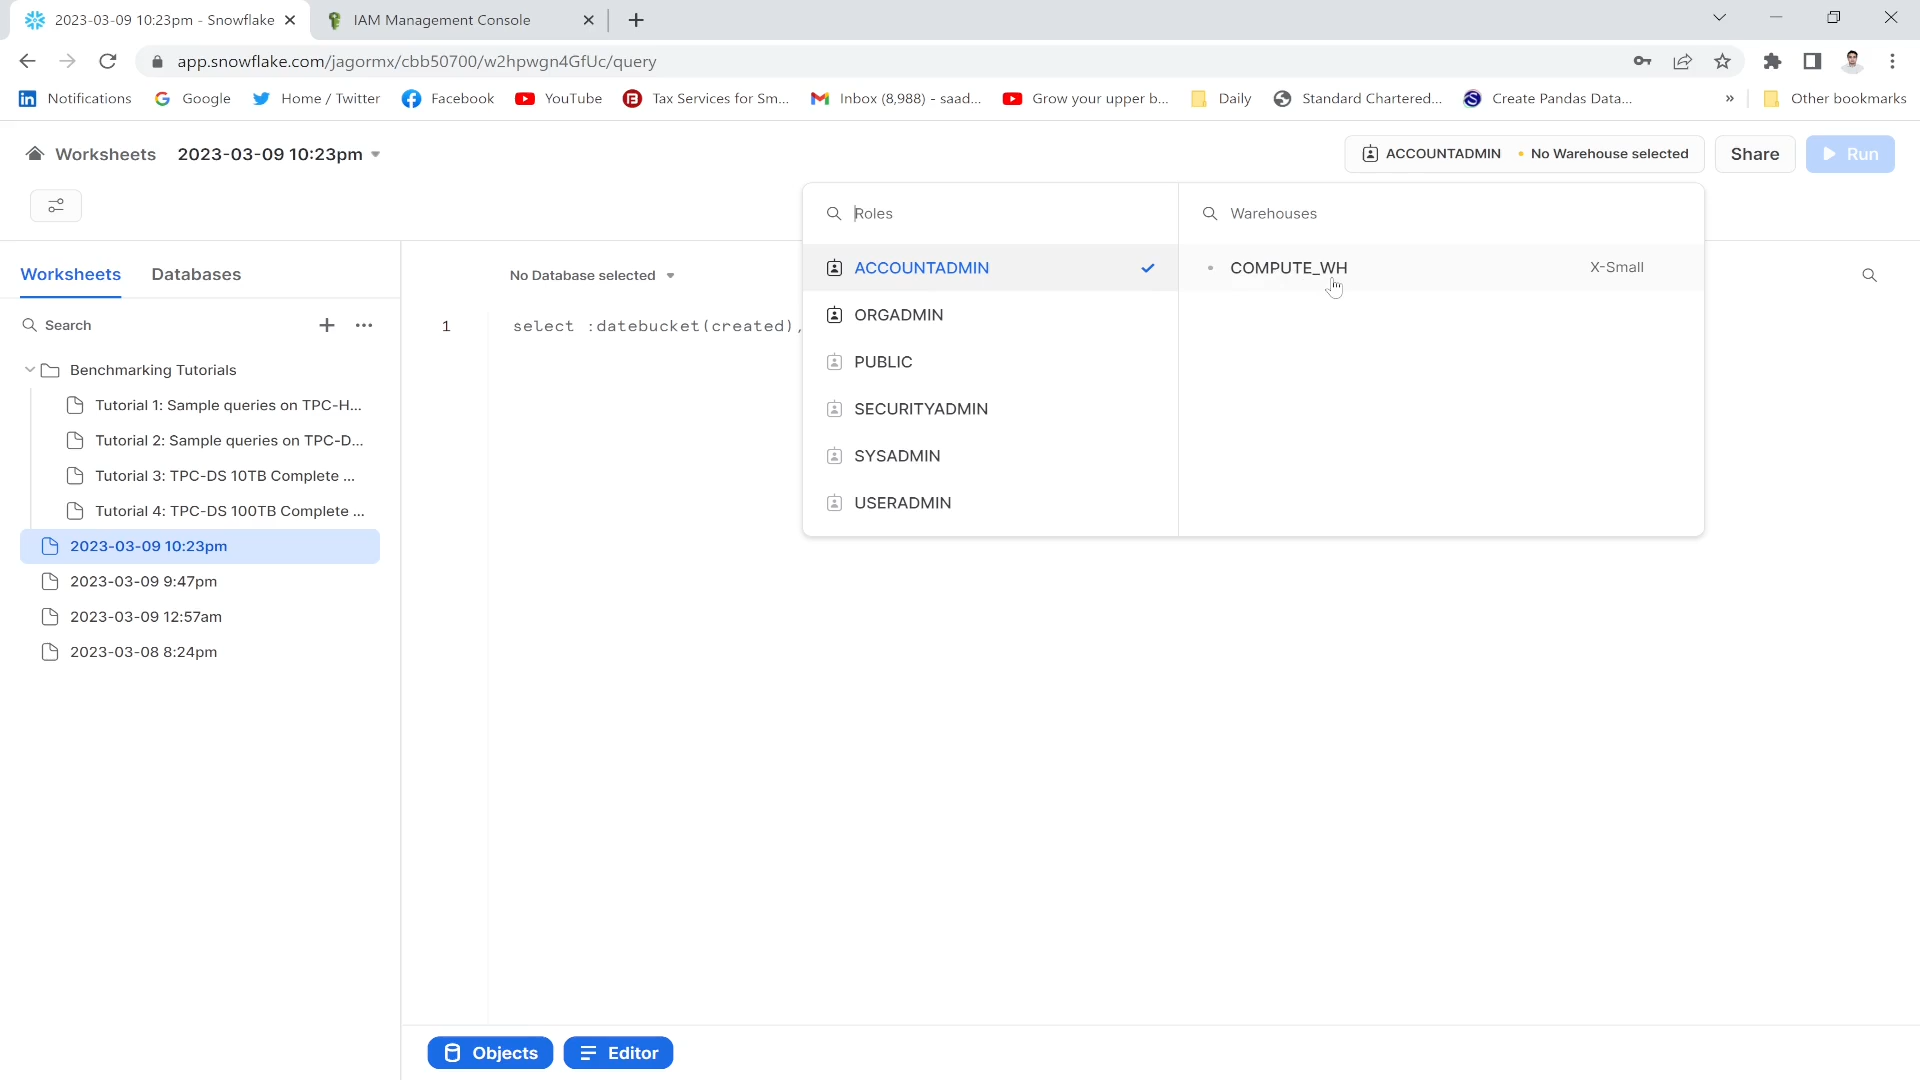 2023-03-09 10:23pm - Snowflake
IAM Management Console
app.snowflake.com/jagormx/cbb50700/w2hpwgn4GfUc/query
Notifications
Google
Home / Twitter
Facebook
YouTube
Tax Services for Sm...
Inbox (8,988) - saad...
Grow your upper b...
Daily
Standard Chartered...
Create Pandas Data...
»
Other bookmarks
Worksheets
2023-03-09 10:23pm
ACCOUNTADMIN
No Warehouse selected
Share
Run
Roles
Warehouses
ACCOUNTADMIN
COMPUTE_WH
X-Small
ORGADMIN
PUBLIC
SECURITYADMIN
SYSADMIN
USERADMIN
Worksheets
Databases
No Database selected
Search
1
select :datebucket(created),
Benchmarking Tutorials
Tutorial 1: Sample queries on TPC-H...
Tutorial 2: Sample queries on TPC-D...
Tutorial 3: TPC-DS 10TB Complete ...
Tutorial 4: TPC-DS 100TB Complete ...
2023-03-09 10:23pm
2023-03-09 9:47pm
2023-03-09 12:57am
2023-03-08 8:24pm
Objects
Editor